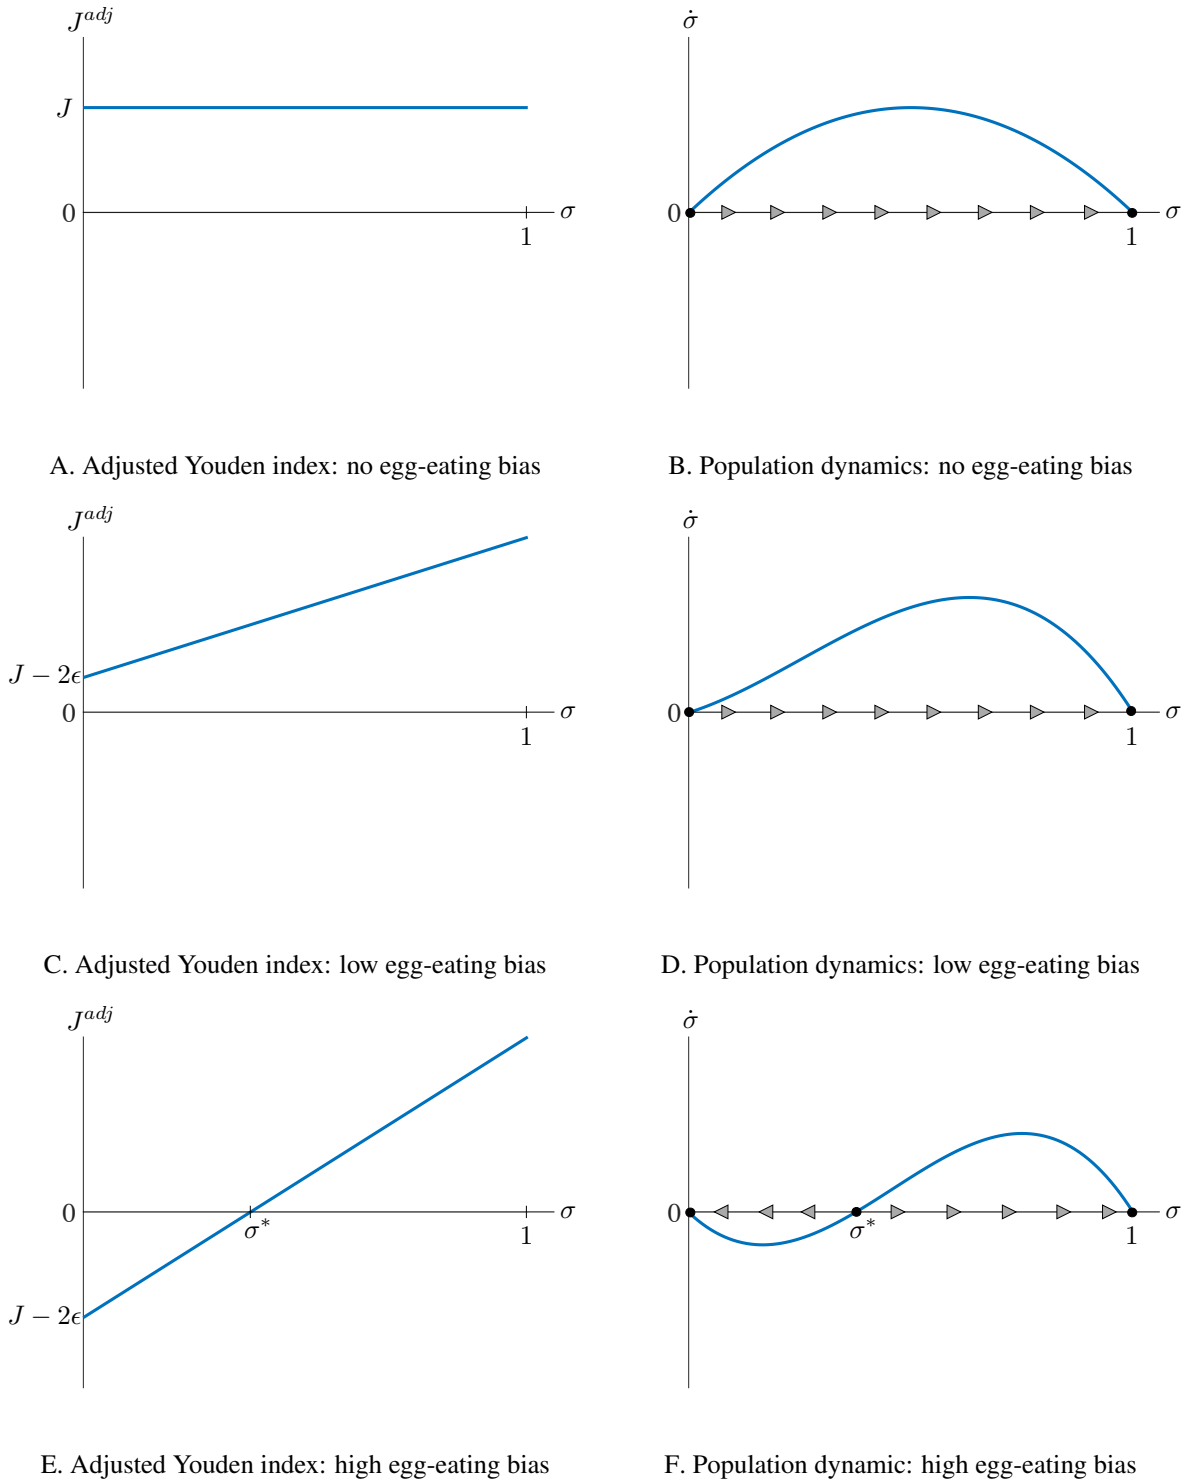 J^{adj}
σ̇
J
0
σ
1
0
σ
1
A. Adjusted Youden index: no egg-eating bias
B. Population dynamics: no egg-eating bias
J^{adj}
σ̇
J − 2ϵ
0
σ
1
0
σ
1
C. Adjusted Youden index: low egg-eating bias
D. Population dynamics: low egg-eating bias
J^{adj}
σ̇
0
σ*
1
σ
J − 2ϵ
0
σ*
1
σ
E. Adjusted Youden index: high egg-eating bias
F. Population dynamic: high egg-eating bias